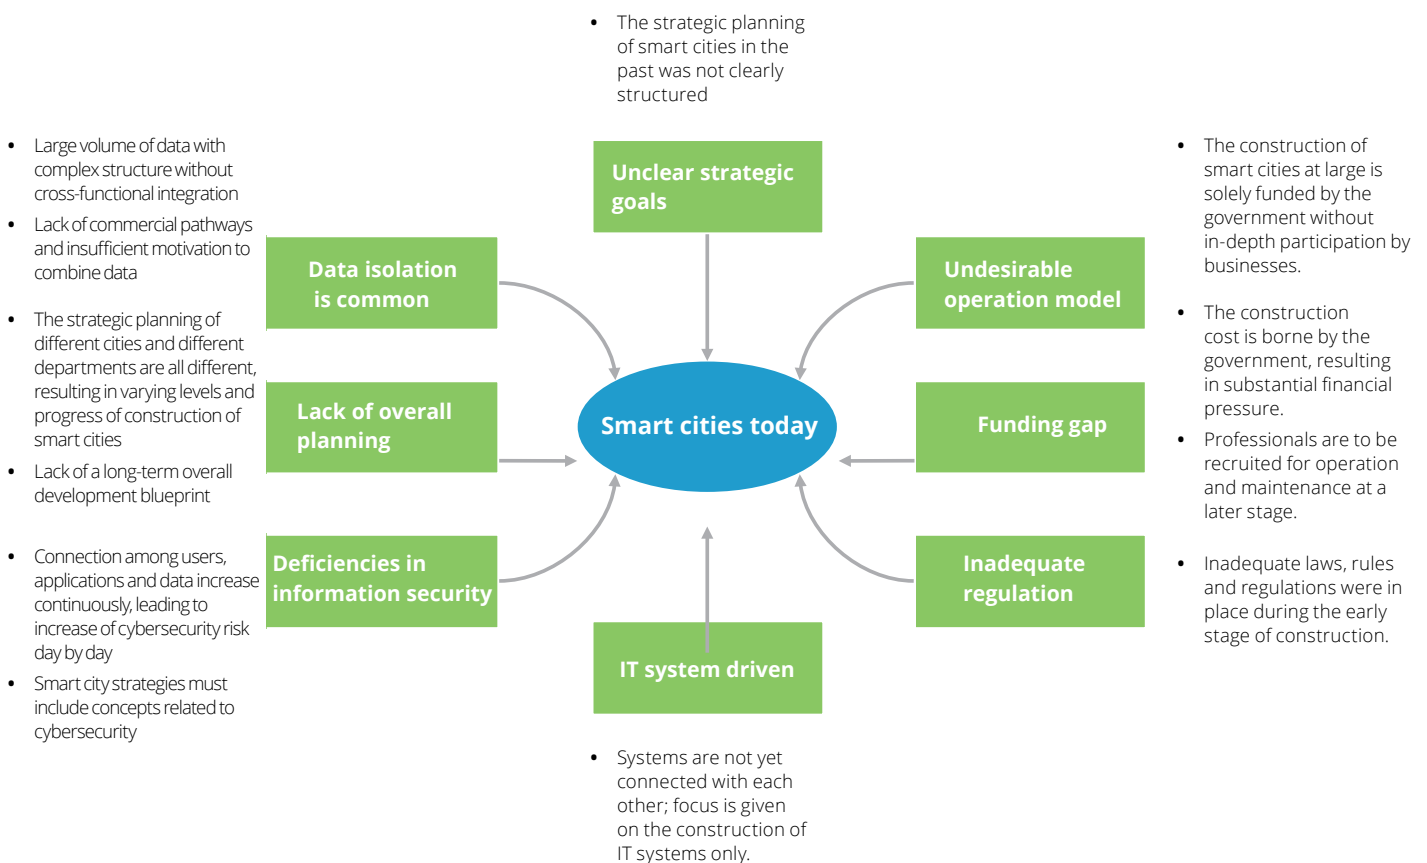 • The strategic planning
of smart cities in the
past was not clearly
structured
Unclear strategic
goals
• Large volume of data with
complex structure without
cross-functional integration
• Lack of commercial pathways
and insufficient motivation to
combine data
Data isolation
is common
• The strategic planning of
different cities and different
departments are all different,
resulting in varying levels and
progress of construction of
smart cities
• Lack of a long-term overall
development blueprint
Lack of overall
planning
• Connection among users,
applications and data increase
continuously, leading to
increase of cybersecurity risk
day by day
• Smart city strategies must
include concepts related to
cybersecurity
Deficiencies in
information security
Smart cities today
IT system driven
• Systems are not yet
connected with each
other; focus is given
on the construction of
IT systems only.
Undesirable
operation model
• The construction of
smart cities at large is
solely funded by the
government without
in-depth participation by
businesses.
Funding gap
• The construction
cost is borne by the
government, resulting
in substantial financial
pressure.
• Professionals are to be
recruited for operation
and maintenance at a
later stage.
Inadequate
regulation
• Inadequate laws, rules
and regulations were in
place during the early
stage of construction.